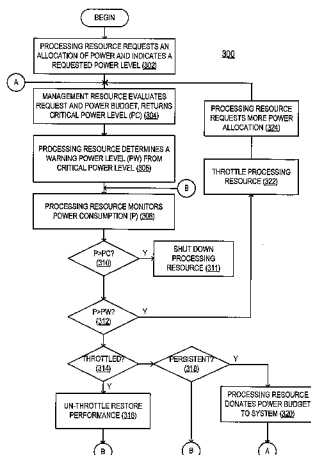 BEGIN
300
PROCESSING RESOURCE REQUESTS AN
ALLOCATION OF POWER AND INDICATES A
REQUESTED POWER LEVEL (302)
A
MANAGEMENT RESOURCE EVALUATES
REQUEST AND POWER BUDGET, RETURNS
CRITICAL POWER LEVEL (PC) (304)
PROCESSING RESOURCE
REQUESTS MORE POWER
ALLOCATION (324)
PROCESSING RESOURCE DETERMINES A
WARNING POWER LEVEL (PW) FROM
CRITICAL POWER LEVEL (306)
THROTTLE PROCESSING
RESOURCE (322)
B
PROCESSING RESOURCE MONITORS
POWER CONSUMPTION (P) (308)
P>PC?
(310)
Y
SHUT DOWN
PROCESSING
RESOURCE (311)
P>PW?
(312)
Y
THROTTLED?
(314)
PERSISTENT?
(318)
Y
Y
UN-THROTTLE RESTORE
PERFORMANCE (316)
PROCESSING RESOURCE
DONATES POWER BUDGET
TO SYSTEM (320)
B
B
A